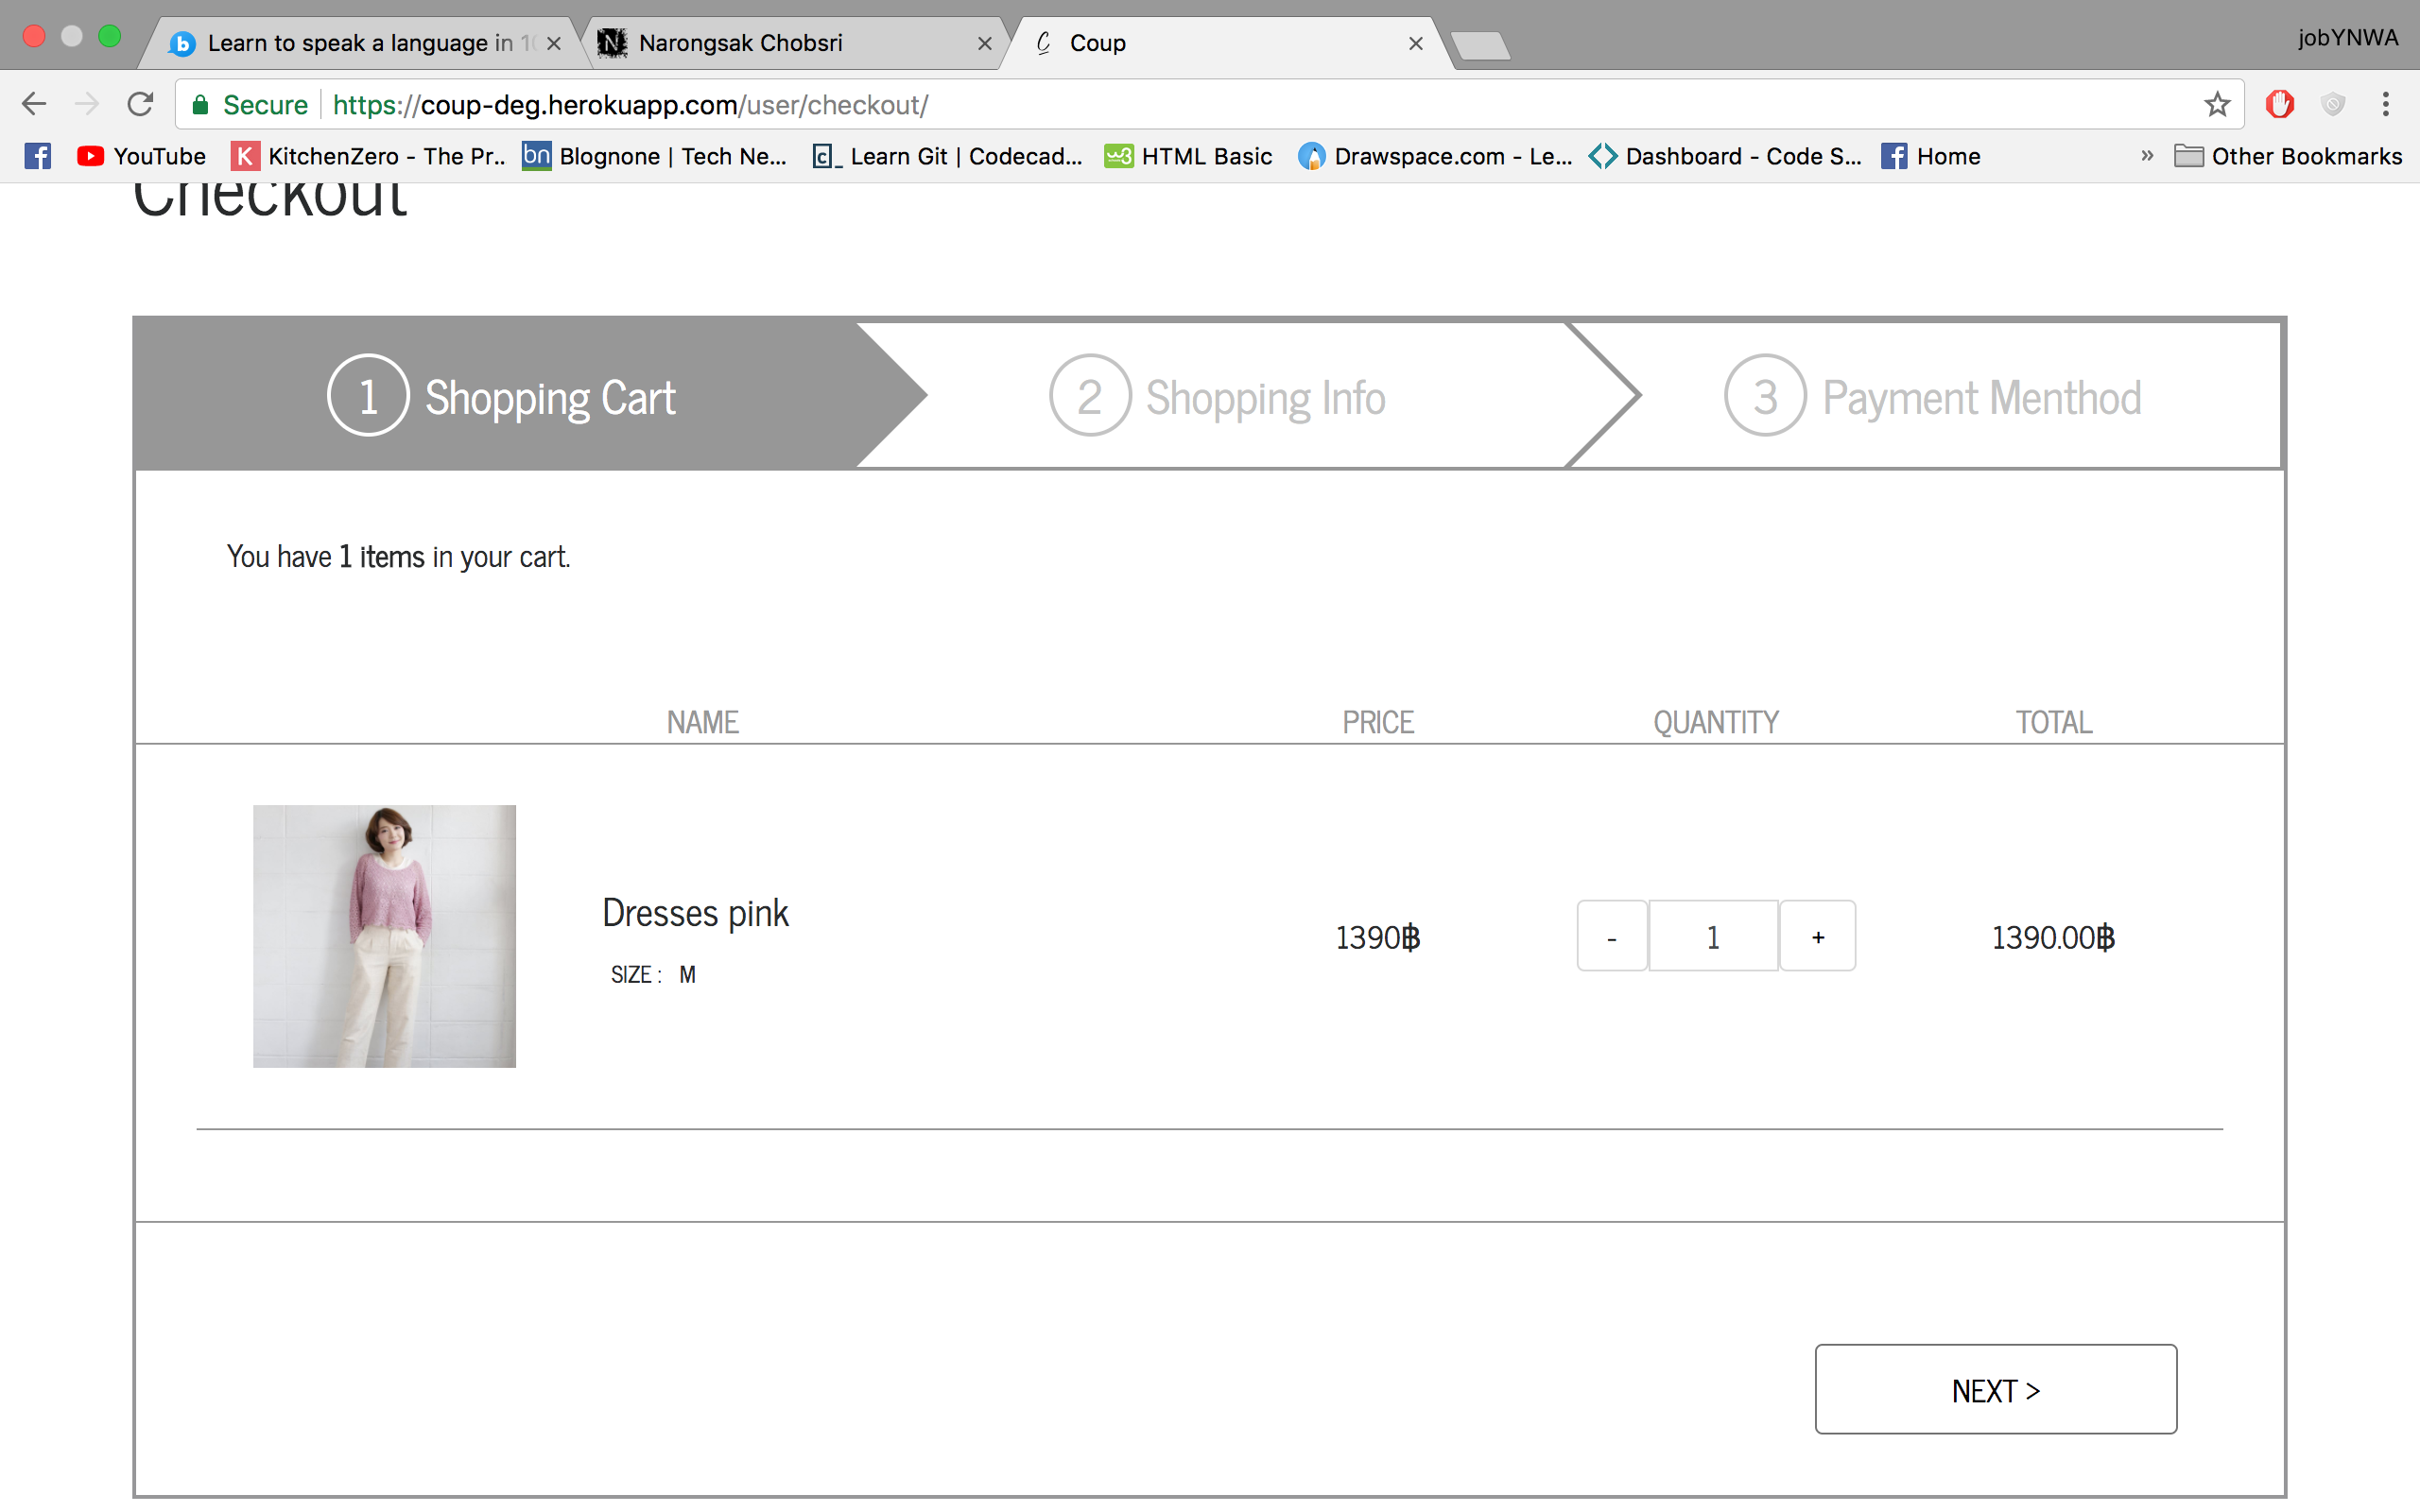 Learn to speak a language in 10
Narongsak Chobsri
Coup
jobYNWA
Secure
https://coup-deg.herokuapp.com/user/checkout/
YouTube
KitchenZero - The Pr..
Blognone | Tech Ne...
Learn Git | Codecad...
HTML Basic
Drawspace.com - Le...
Dashboard - Code S...
Home
» Other Bookmarks
Checkout
1 Shopping Cart
2 Shopping Info
3 Payment Menthod
You have 1 items in your cart.
NAME PRICE QUANTITY TOTAL
Dresses pink
SIZE : M
1390฿
- 1 +
1390.00฿
NEXT >